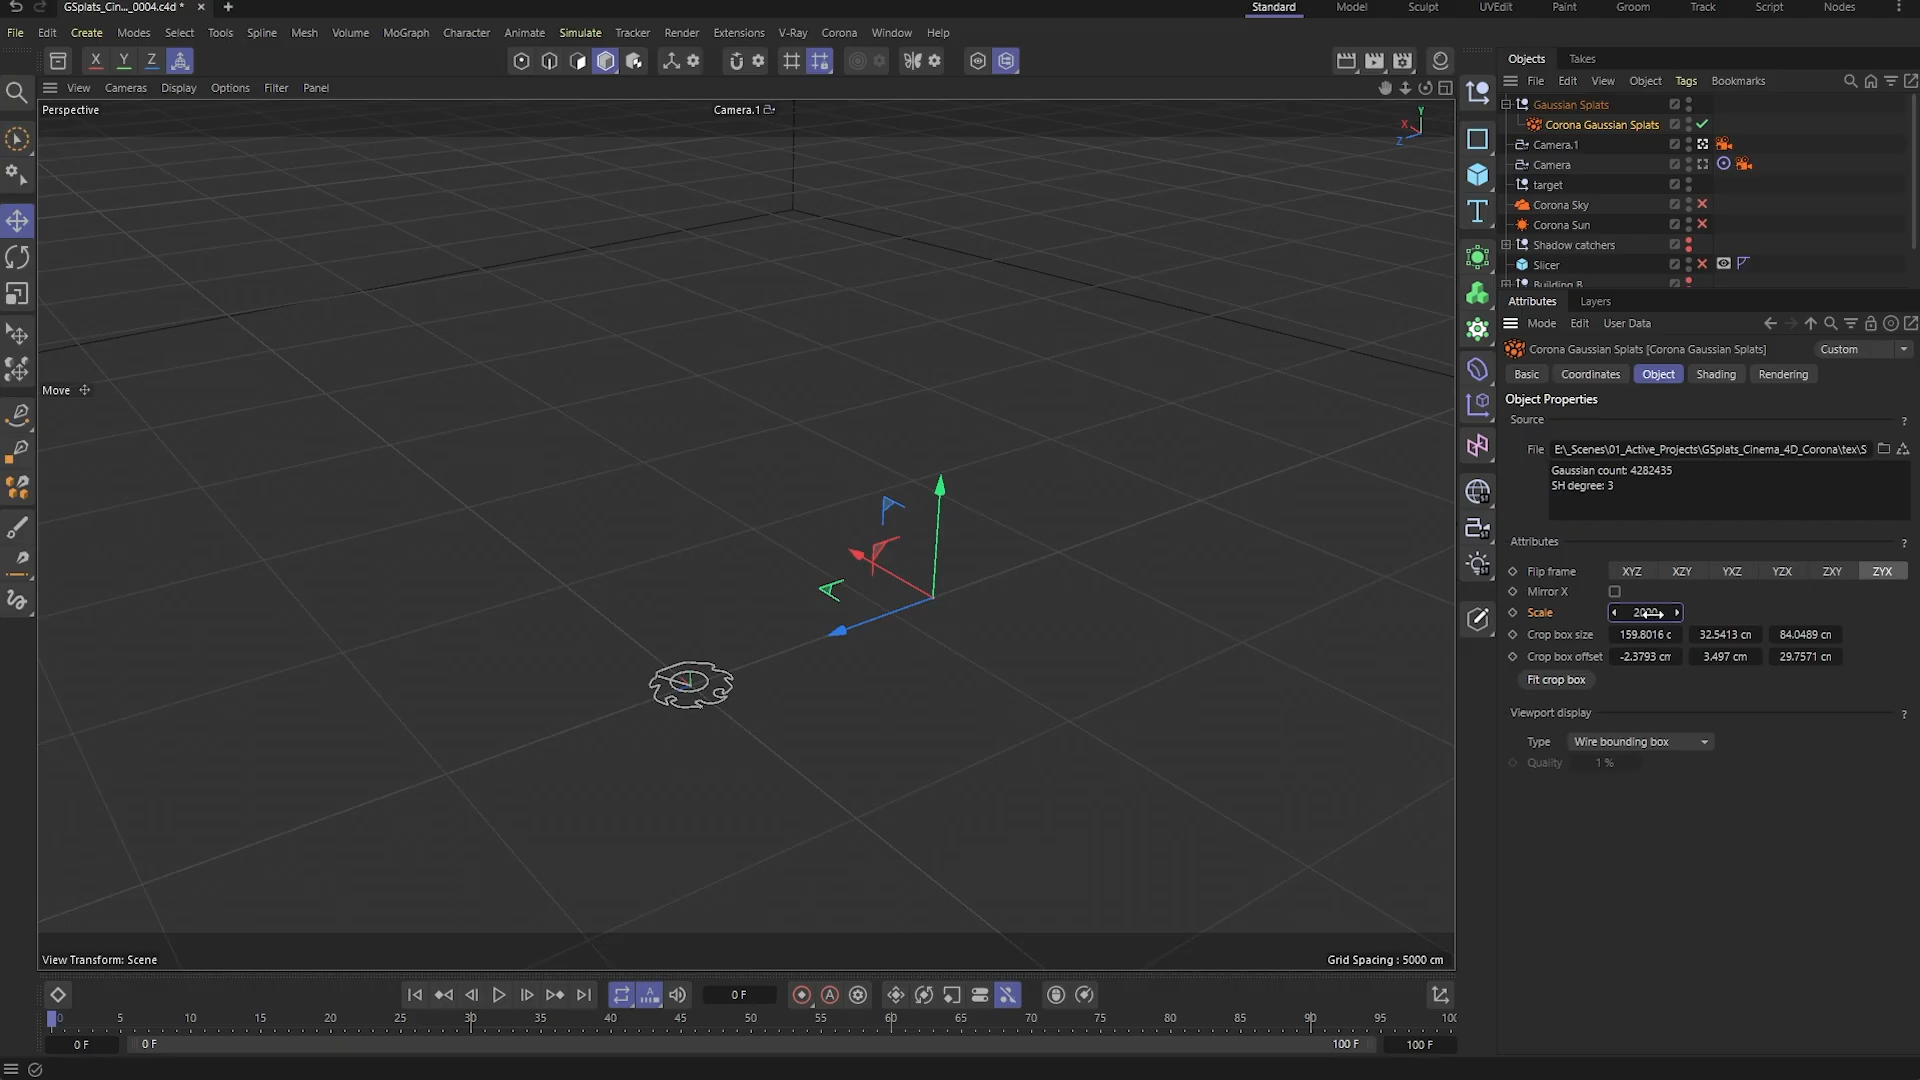 GSplats_Cin..._0004.c4d *
Standard
Model
Sculpt
UVEdit
Paint
Groom
Track
Script
Nodes
File Edit Create Modes Select Tools Spline Mesh Volume MoGraph Character Animate Simulate Tracker Render Extensions V-Ray Corona Window Help
X Y Z
View Cameras Display Options Filter Panel
Perspective
Camera.1
Y
X
Z
Move
View Transform: Scene
Grid Spacing : 5000 cm
Objects Takes
File Edit View Object Tags Bookmarks
Gaussian Splats
Corona Gaussian Splats
Camera.1
Camera
target
Corona Sky
Corona Sun
Shadow catchers
Slicer
Building B
Attributes Layers
Mode Edit User Data
Corona Gaussian Splats [Corona Gaussian Splats]
Custom
Basic Coordinates Object Shading Rendering
Object Properties
Source ?
File E:\_Scenes\01_Active_Projects\GSplats_Cinema_4D_Corona\tex\S
Gaussian count: 4282435
SH degree: 3
Attributes ?
Flip frame XYZ XZY YXZ YZX ZXY ZYX
Mirror X
Scale
Crop box size 159.8016 c 32.5413 cn 84.0489 cn
Crop box offset -2.3793 cn 3.497 cm 29.7571 cn
Fit crop box
Viewport display ?
Type Wire bounding box
Quality 1 %
0 F
0 5 10 15 20 25 30 35 40 45 50 55 60 65 70 75 80 85 90 95 100
0 F 0 F 100 F 100 F